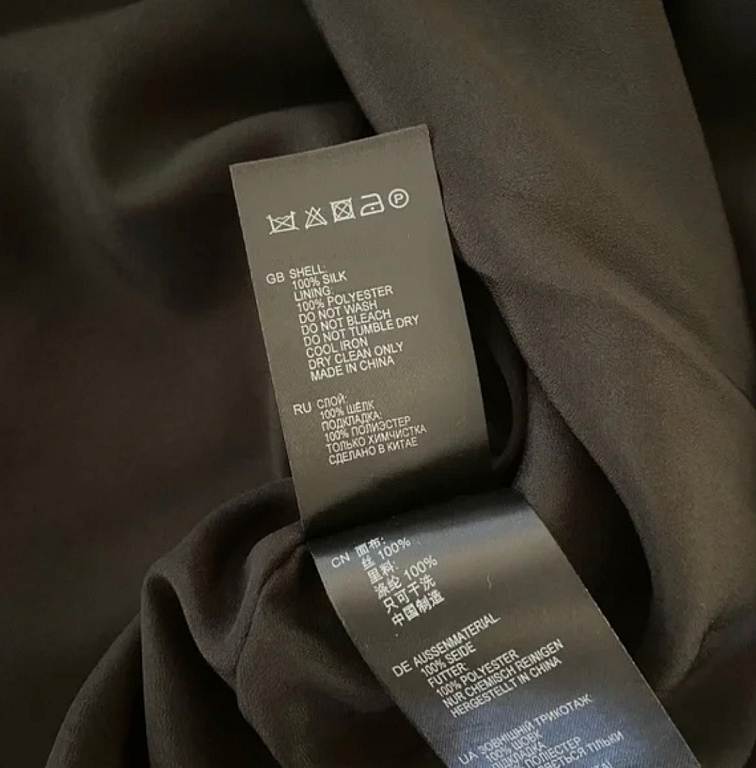 P
GB SHELL:
100% SILK
LINING:
100% POLYESTER
DO NOT WASH
DO NOT BLEACH
DO NOT TUMBLE DRY
COOL IRON
DRY CLEAN ONLY
MADE IN CHINA
RU СЛОЙ:
100% ШЁЛК
ПОДКЛАДКА:
100% ПОЛИЭСТЕР
ТОЛЬКО ХИМЧИСТКА
СДЕЛАНО В КИТАЕ
CN 面布:
丝 100%
里料:
涤纶 100%
只可干洗
中国制造
DE AUSSENMATERIAL:
100% SEIDE
FUTTER:
100% POLYESTER
NUR CHEMISCH REINIGEN
HERGESTELLT IN CHINA
UA ЗОВНІШНІЙ ТРИКОТАЖ:
100% ШОВК